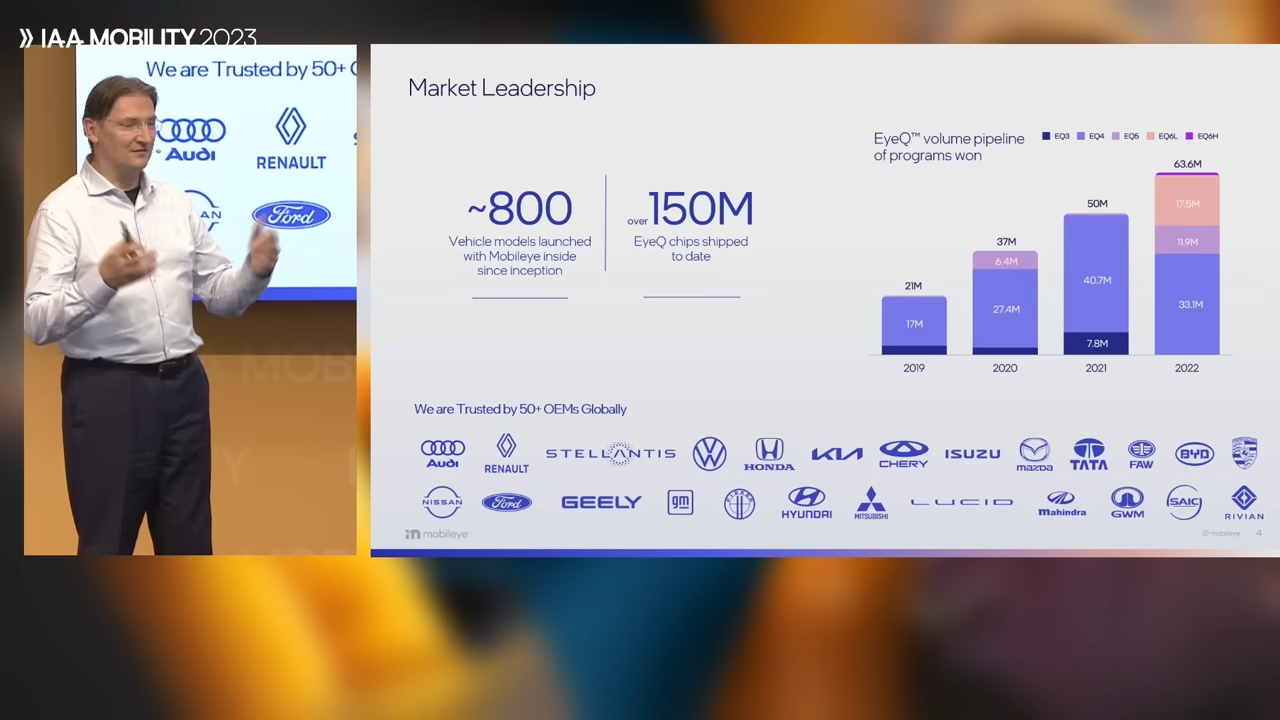 IAA MOBILITY 2023
We are Trusted by 50+ O
Audi
RENAULT
Ford
MOB
Market Leadership
~800
Vehicle models launched
with Mobileye inside
since inception
over 150M
EyeQ chips shipped
to date
EyeQ™ volume pipeline
of programs won
EQ3 EQ4 EQ5 EQ6L EQ6H
63.6M
17.5M
50M
11.9M
37M
6.4M
21M
40.7M
33.1M
27.4M
17M
7.8M
2019 2020 2021 2022
We are Trusted by 50+ OEMs Globally
Audi RENAULT STELLANTIS HONDA KIA CHERY ISUZU mazda TATA FAW BYD
NISSAN Ford GEELY gm HYUNDAI MITSUBISHI LUCID Mahindra GWM SAIC RIVIAN
mobileye
© mobileye 4